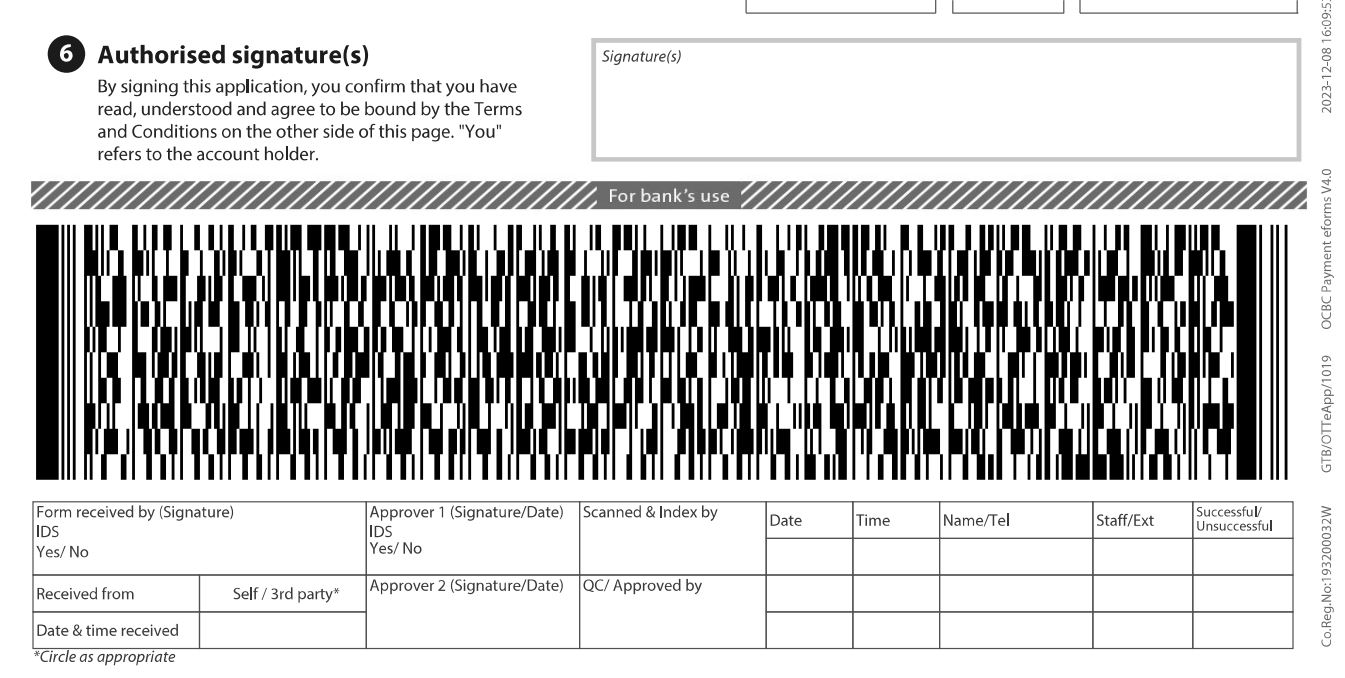 6 Authorised signature(s)
By signing this application, you confirm that you have
read, understood and agree to be bound by the Terms
and Conditions on the other side of this page. "You"
refers to the account holder.
Signature(s)
For bank's use
Form received by (Signature)
IDS
Yes/ No
Approver 1 (Signature/Date)
IDS
Yes/ No
Scanned & Index by
Date
Time
Name/Tel
Staff/Ext
Successful/
Unsuccessful
Received from
Self / 3rd party*
Approver 2 (Signature/Date)
QC/ Approved by
Date & time received
*Circle as appropriate
Co.Reg.No:193200032W
GTB/OTTeApp/1019
OCBC Payment eforms V4.0
2023-12-08